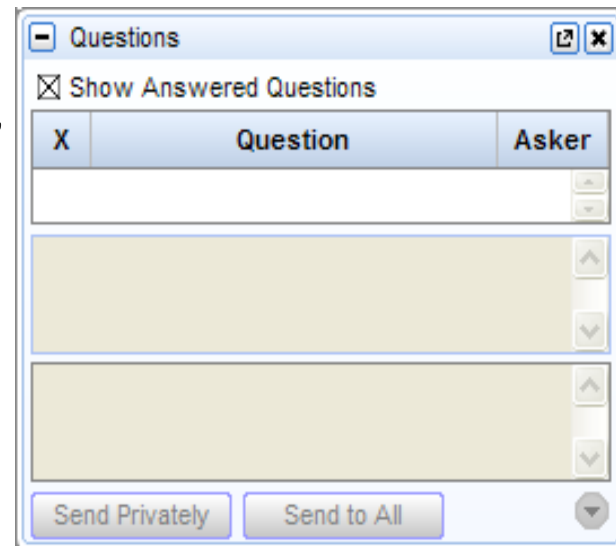 Questions
Show Answered Questions
X Question Asker
Send Privately Send to All